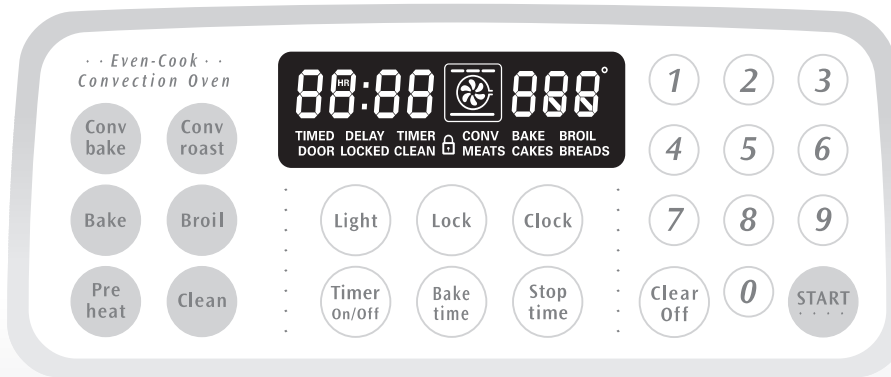 · · Even-Cook · ·
Convection Oven
Conv
bake
Conv
roast
Bake
Broil
Pre
heat
Clean
88:88
HR
888°
TIMED DELAY TIMER CONV BAKE BROIL
DOOR LOCKED CLEAN MEATS CAKES BREADS
Light
Lock
Clock
Timer
On/Off
Bake
time
Stop
time
1 2 3
4 5 6
7 8 9
Clear
Off
0
START